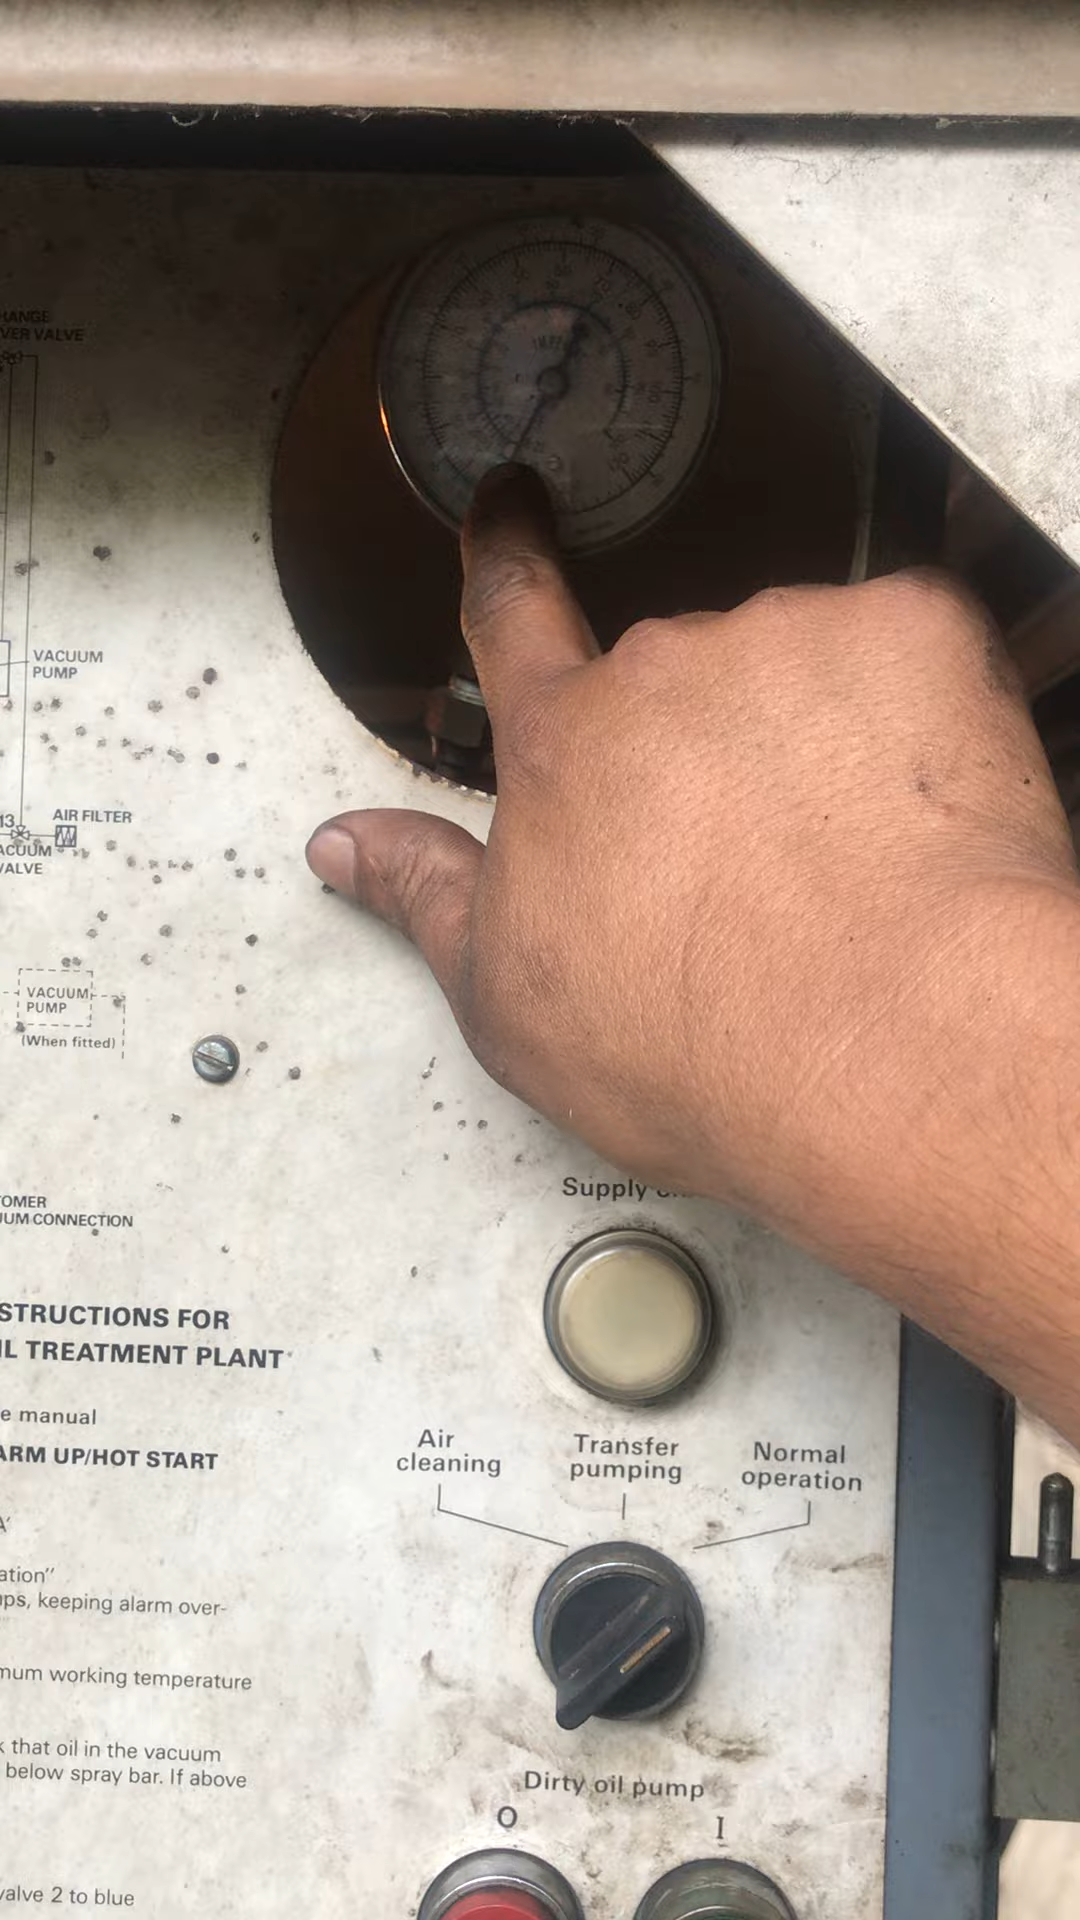 HANGE
VER VALVE
VACUUM
PUMP
13
AIR FILTER
ACUUM
VALVE
VACUUM
PUMP
(When fitted)
TOMER
UUM CONNECTION
Supply
STRUCTIONS FOR
IL TREATMENT PLANT
e manual
ARM UP/HOT START
A'
ation"
ps, keeping alarm over-
mum working temperature
k that oil in the vacuum
below spray bar. If above
valve 2 to blue
Air
cleaning
Transfer
pumping
Normal
operation
Dirty oil pump
O
I